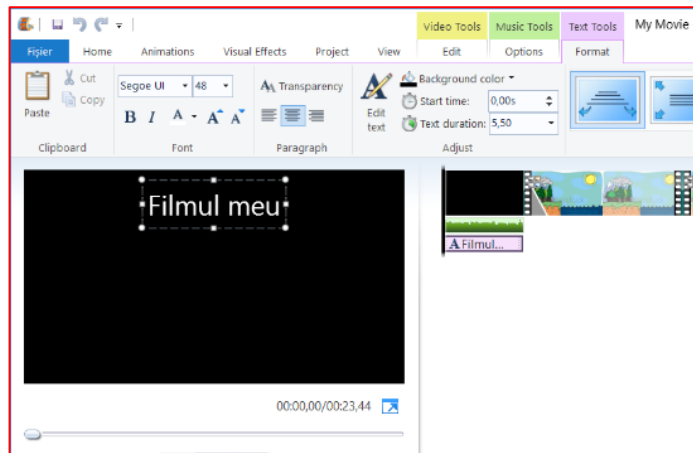 Video Tools Music Tools Text Tools My Movie
Fișier Home Animations Visual Effects Project View Edit Options Format
Paste
Cut
Copy
Clipboard
Segoe UI 48
B I A A A
Font
Transparency
Paragraph
Edit text
Background color
Start time: 0,00s
Text duration: 5,50
Adjust
Filmul meu
A Filmul...
00:00,00/00:23,44